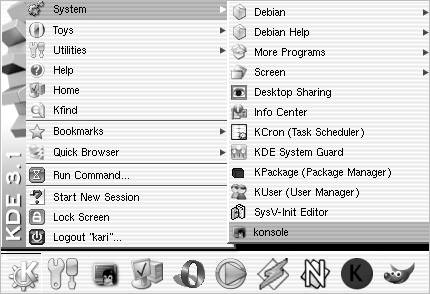 System
Toys
Utilities
Help
Home
Kfind
Bookmarks
Quick Browser
Run Command...
Start New Session
Lock Screen
Logout "kari"...
KDE 3.1
Debian
Debian Help
More Programs
Screen
Desktop Sharing
Info Center
KCron (Task Scheduler)
KDE System Guard
KPackage (Package Manager)
KUser (User Manager)
SysV-Init Editor
konsole